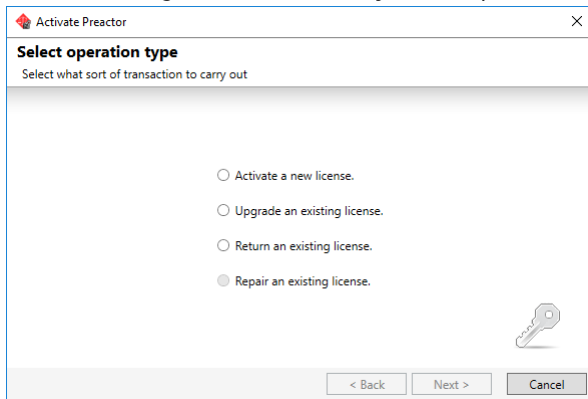 Activate Preactor
Select operation type
Select what sort of transaction to carry out
Activate a new license.
Upgrade an existing license.
Return an existing license.
Repair an existing license.
< Back Next > Cancel